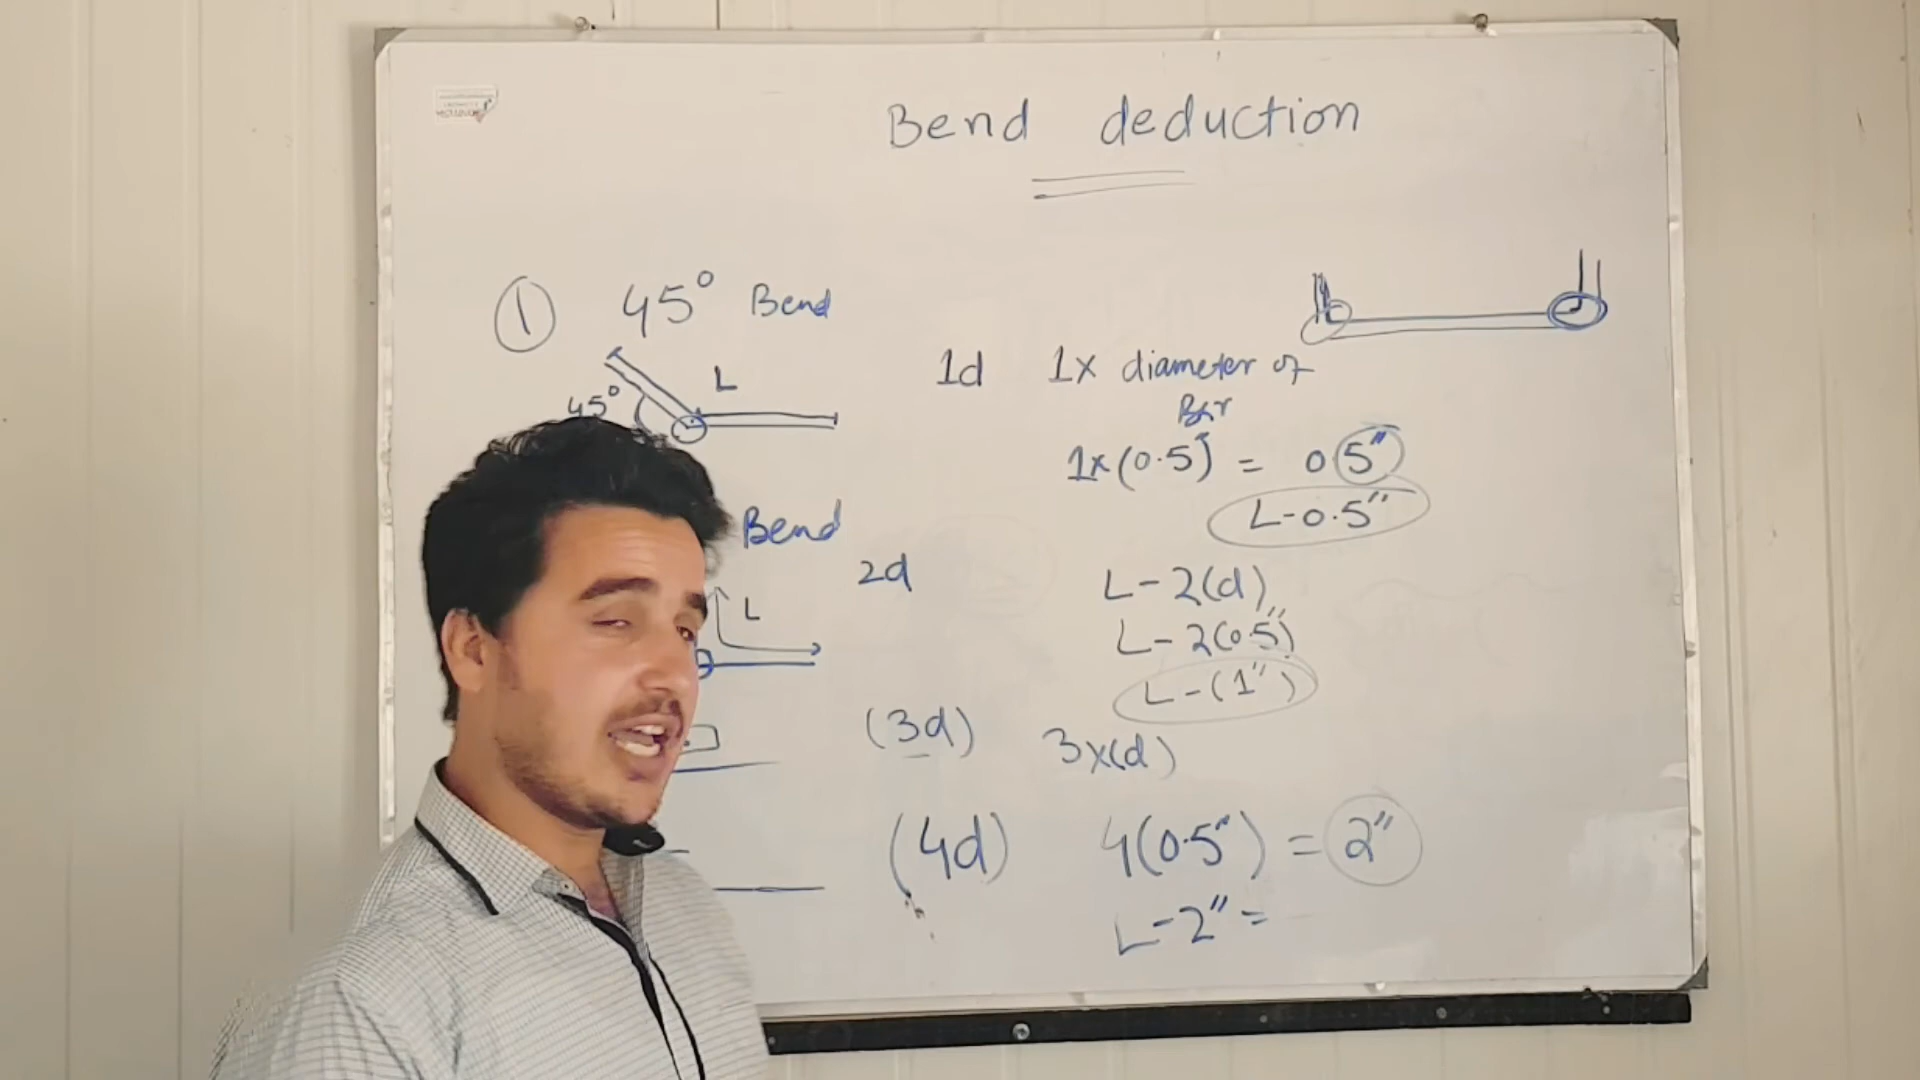 Bend deduction
① 45° Bend
L
45°
1d 1x diameter of
Bar
1x(0.5) = 0.5"
L-0.5"
Bend
2d
L
L-2(d)
L-2(0.5")
L-(1")
(3d) 3x(d)
(4d) 4(0.5") = 2"
L-2" =